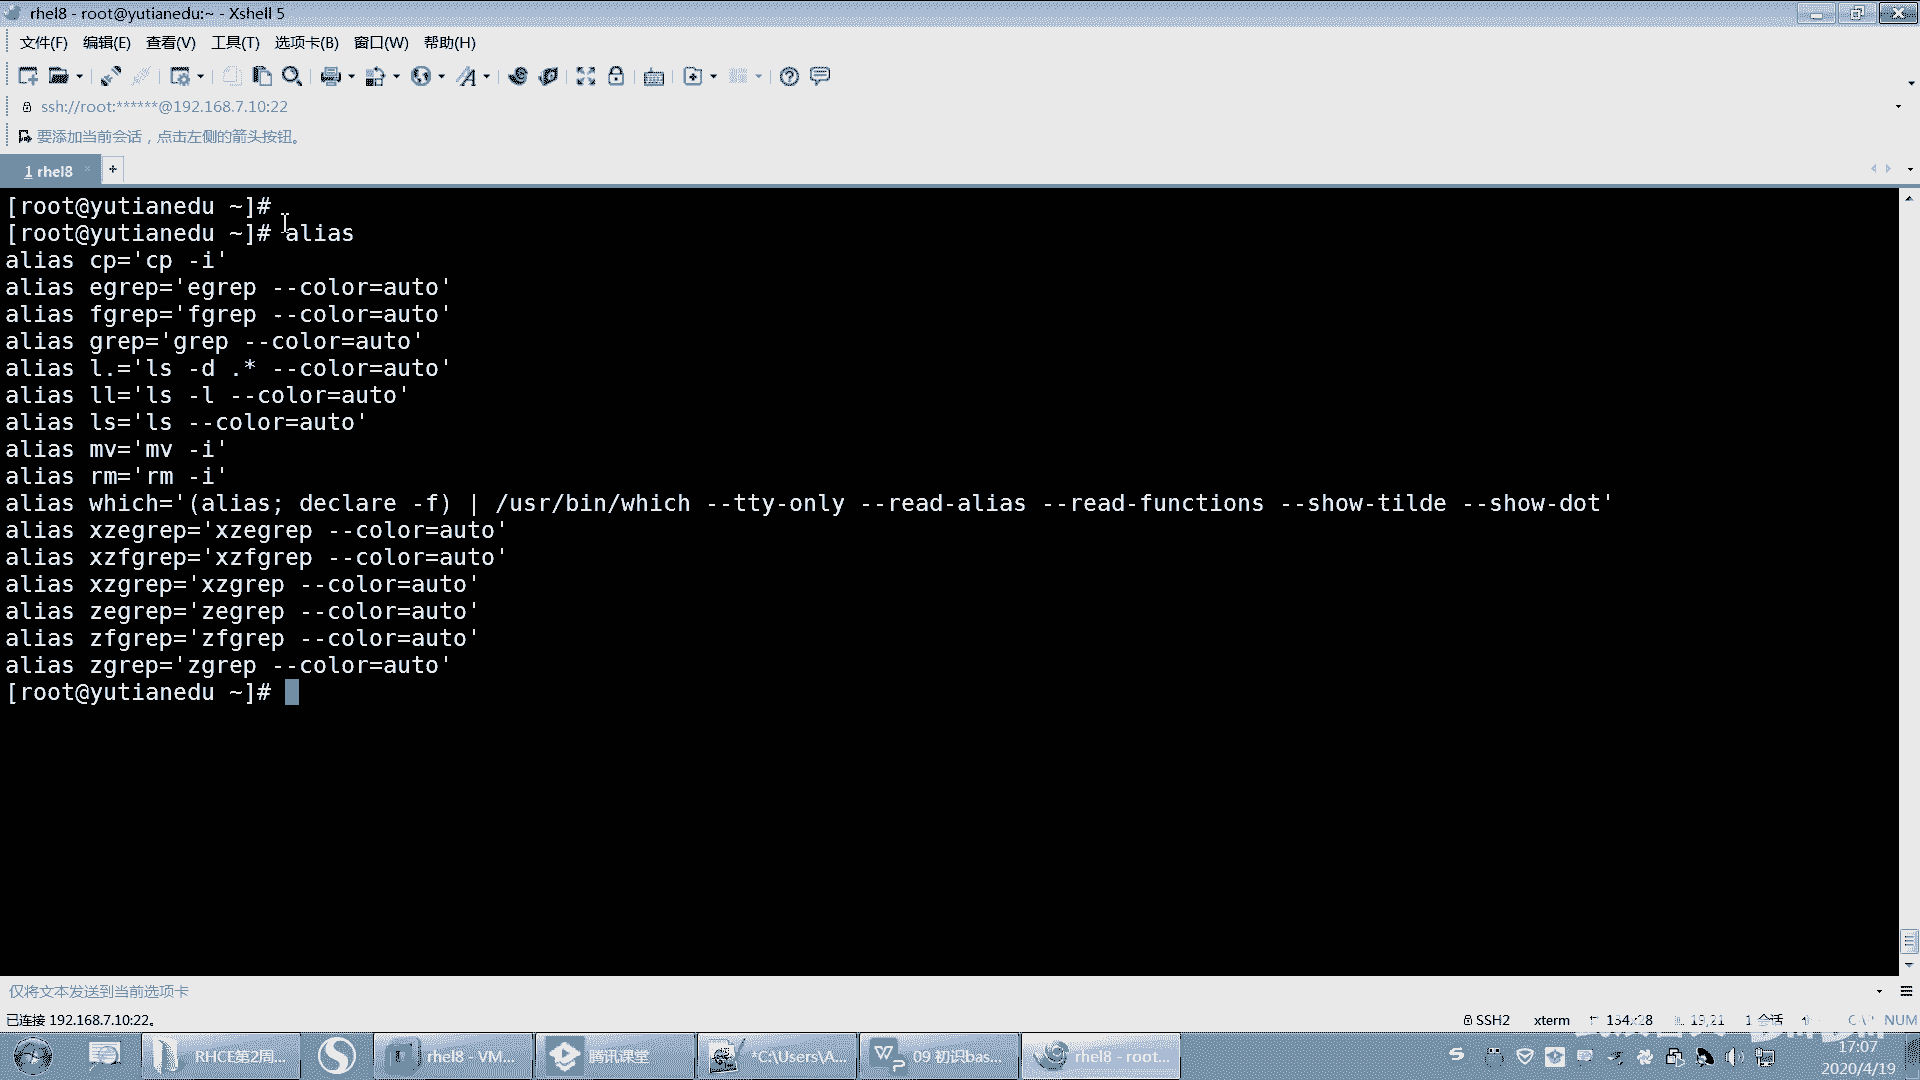 rhel8 - root@yutianedu:~ - Xshell 5
文件(F) 编辑(E) 查看(V) 工具(T) 选项卡(B) 窗口(W) 帮助(H)
ssh://root:******@192.168.7.10:22
要添加当前会话，点击左侧的箭头按钮。
1 rhel8
[root@yutianedu ~]#
[root@yutianedu ~]# alias
alias cp='cp -i'
alias egrep='egrep --color=auto'
alias fgrep='fgrep --color=auto'
alias grep='grep --color=auto'
alias l.='ls -d .* --color=auto'
alias ll='ls -l --color=auto'
alias ls='ls --color=auto'
alias mv='mv -i'
alias rm='rm -i'
alias which='(alias; declare -f) | /usr/bin/which --tty-only --read-alias --read-functions --show-tilde --show-dot'
alias xzegrep='xzegrep --color=auto'
alias xzfgrep='xzfgrep --color=auto'
alias xzgrep='xzgrep --color=auto'
alias zegrep='zegrep --color=auto'
alias zfgrep='zfgrep --color=auto'
alias zgrep='zgrep --color=auto'
[root@yutianedu ~]#
仅将文本发送到当前选项卡
已连接 192.168.7.10:22。 SSH2 xterm 134x28 19,21 1 会话 NUM
RHCE第2周... rhel8 - VM... 腾讯课堂 *C:\Users\A... 09 初识bas... rhel8 - root...
17:07
2020/4/19